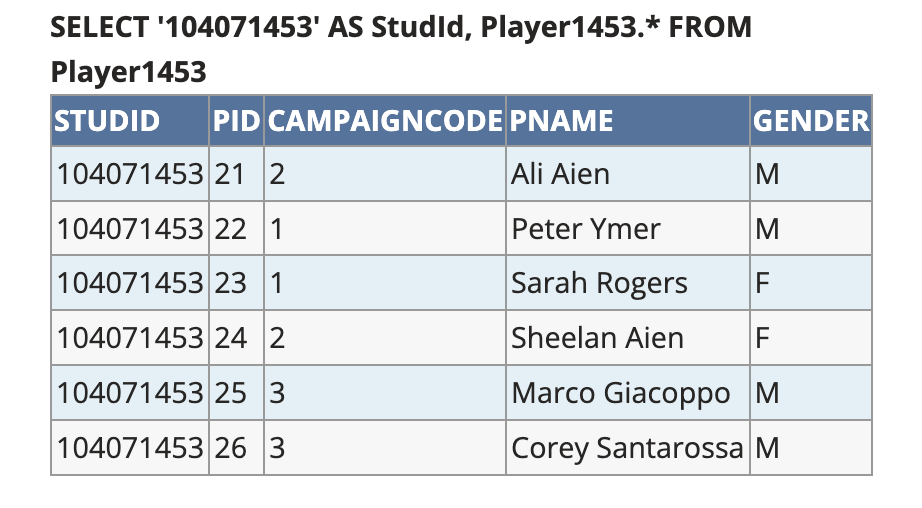 SELECT '104071453' AS StudId, Player1453.* FROM
Player1453
STUDID PID CAMPAIGNCODE PNAME GENDER
104071453 21 2 Ali Aien M
104071453 22 1 Peter Ymer M
104071453 23 1 Sarah Rogers F
104071453 24 2 Sheelan Aien F
104071453 25 3 Marco Giacoppo M
104071453 26 3 Corey Santarossa M